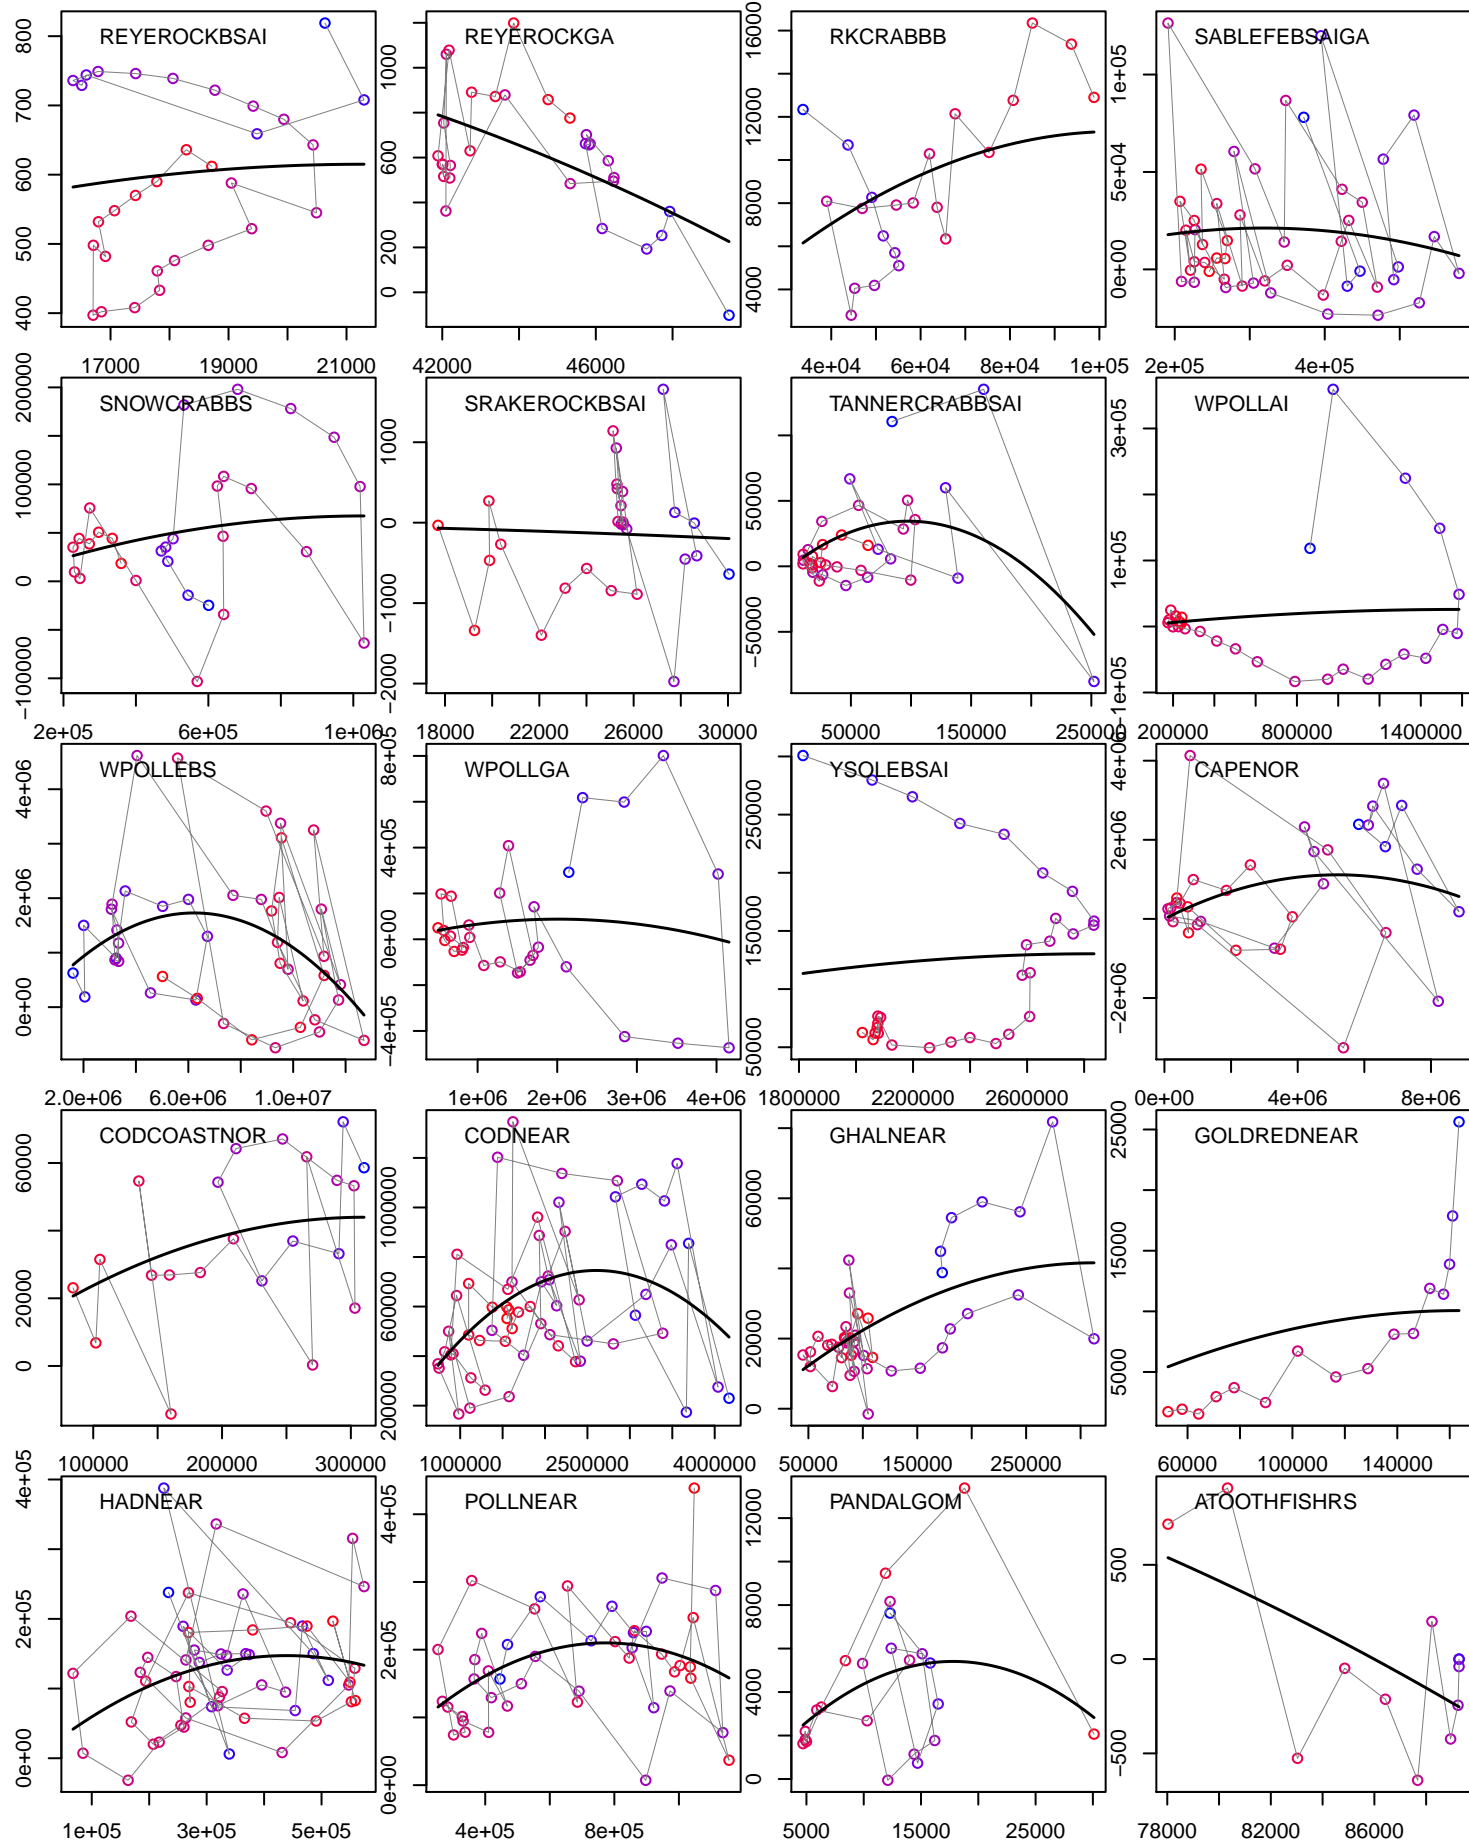 REYEROCKBSAI
REYEROCKGA
RKCRABBB
SABLEFEBSAIGA
400 500 600 700 800
0 200 600 1000
4000 8000 12000 16000
0e+00 5e+04 1e+05
17000 19000 21000
42000 46000
4e+04 6e+04 8e+04 1e+05
2e+05 4e+05
SNOWCRABBS
SRAKEROCKBSAI
TANNERCRABBSAI
WPOLLAI
-100000 0 100000 200000
-2000 -1000 0 1000
-50000 0 50000
-1e+05 1e+05 3e+05
2e+05 6e+05 1e+06
18000 22000 26000 30000
50000 150000 250000
200000 800000 1400000
WPOLLEBS
WPOLLGA
YSOLEBSAI
CAPENOR
0e+00 2e+06 4e+06
-4e+05 0e+00 4e+05 8e+05
50000 150000 250000
-2e+06 2e+06 4e+06
2.0e+06 6.0e+06 1.0e+07
1e+06 2e+06 3e+06 4e+06
1800000 2200000 2600000
0e+00 4e+06 8e+06
CODCOASTNOR
CODNEAR
GHALNEAR
GOLDREDNEAR
0 20000 60000
200000 600000 1000000
0 20000 60000
5000 15000 25000
100000 200000 300000
1000000 2500000 4000000
50000 150000 250000
60000 100000 140000
HADNEAR
POLLNEAR
PANDALGOM
ATOOTHFISHRS
0e+00 2e+05 4e+05
0e+00 2e+05 4e+05
0 4000 8000 12000
-500 0 500
1e+05 3e+05 5e+05
4e+05 8e+05
5000 15000 25000
78000 82000 86000